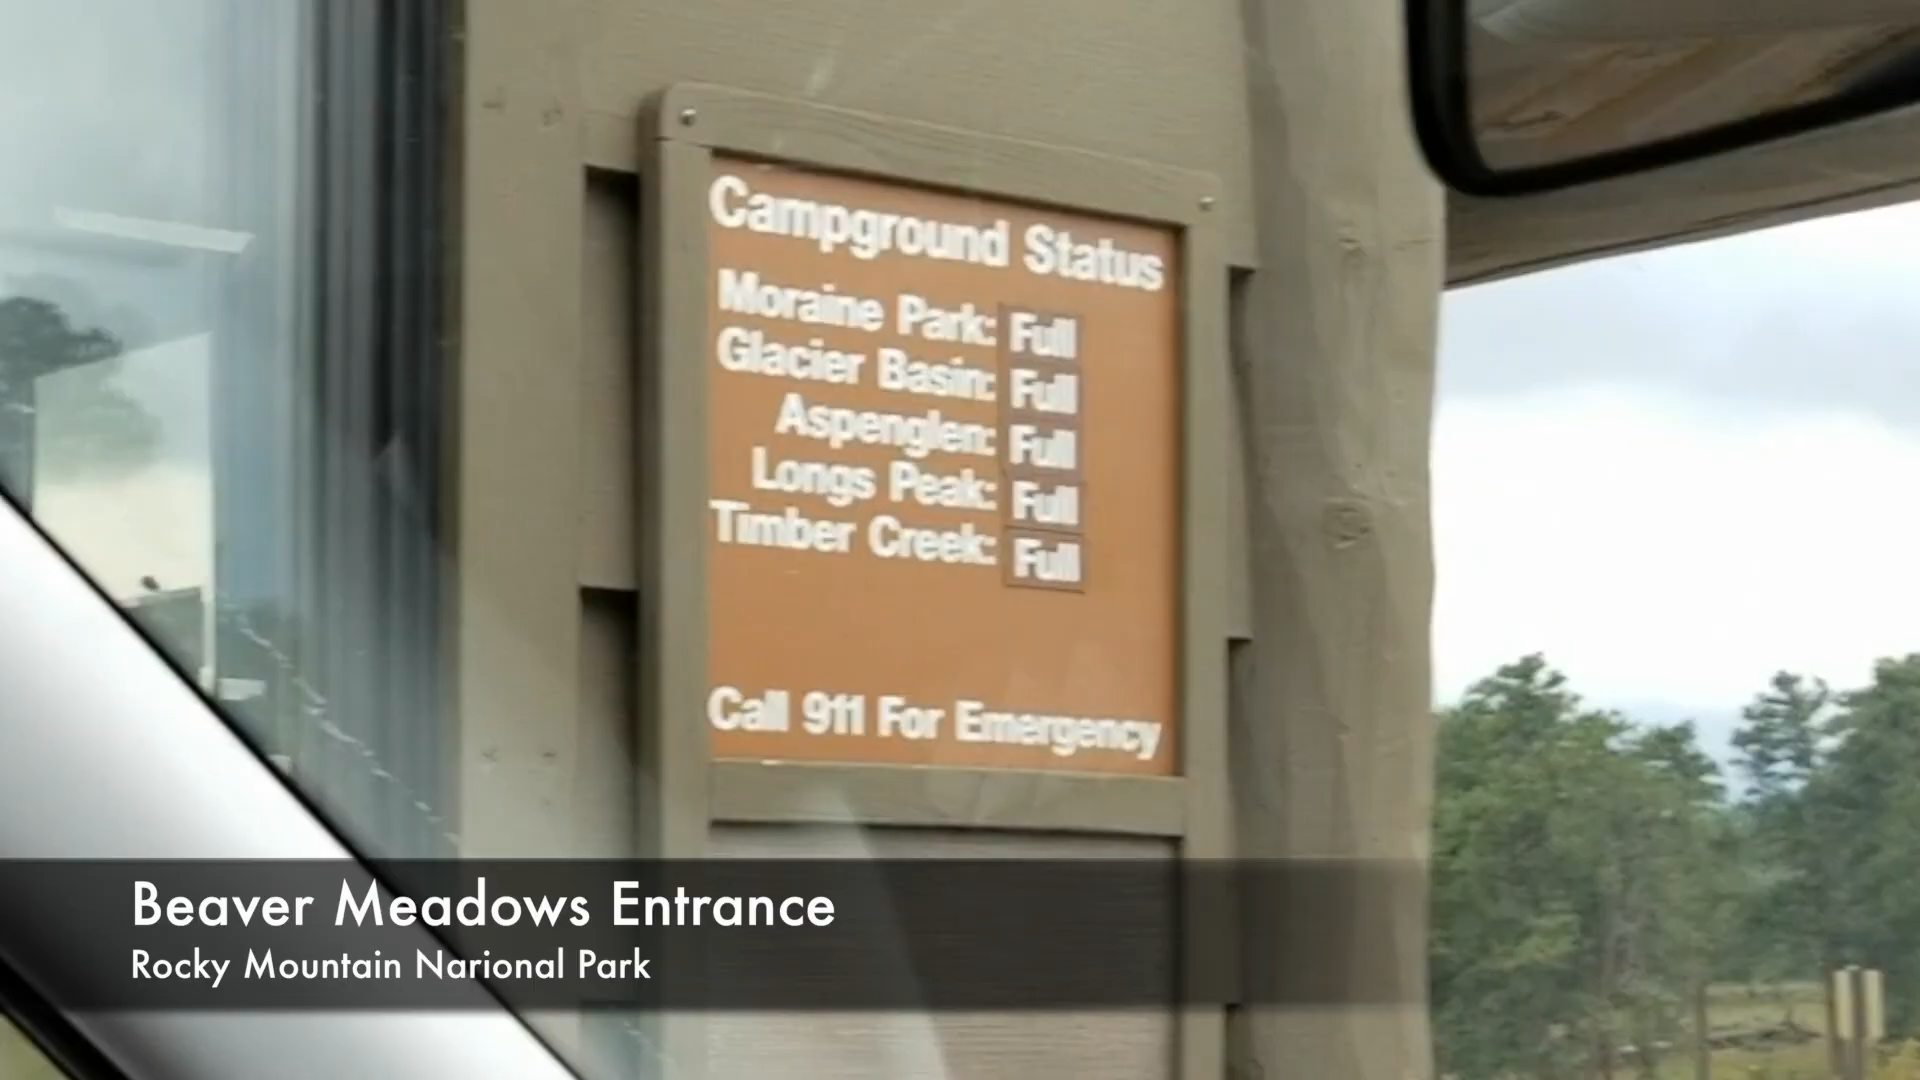 Campground Status
Moraine Park: Full
Glacier Basin: Full
Aspenglen: Full
Longs Peak: Full
Timber Creek: Full
Call 911 For Emergency
Beaver Meadows Entrance
Rocky Mountain Narional Park